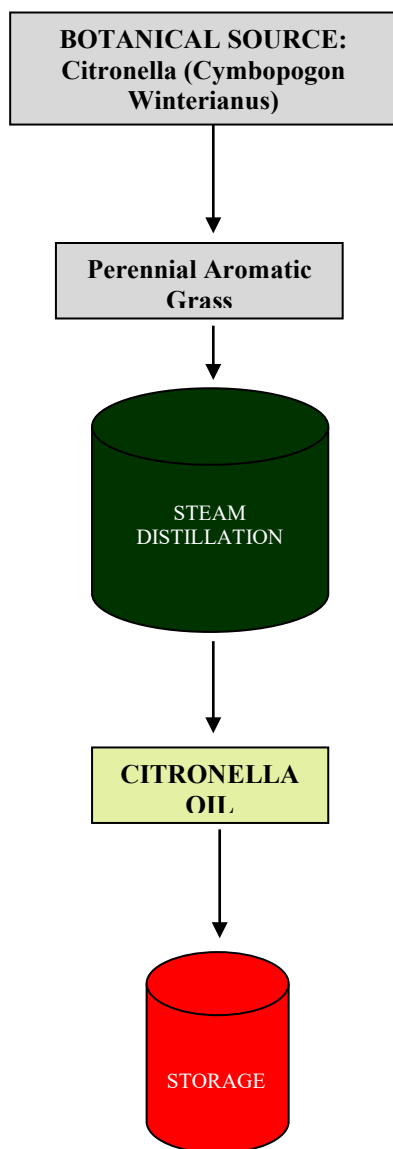 BOTANICAL SOURCE:
Citronella (Cymbopogon
Winterianus)
Perennial Aromatic
Grass
STEAM
DISTILLATION
CITRONELLA
OIL
STORAGE